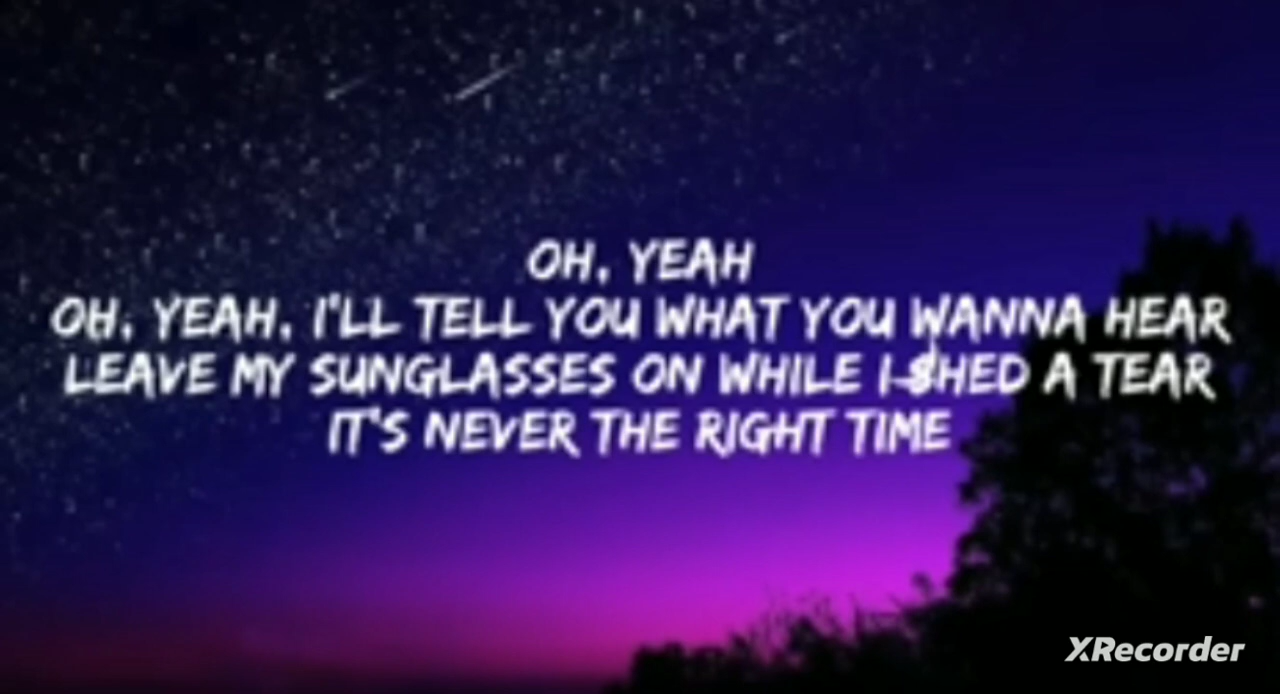 OH, YEAH
OH, YEAH, I'LL TELL YOU WHAT YOU WANNA HEAR
LEAVE MY SUNGLASSES ON WHILE I SHED A TEAR
IT'S NEVER THE RIGHT TIME
XRecorder